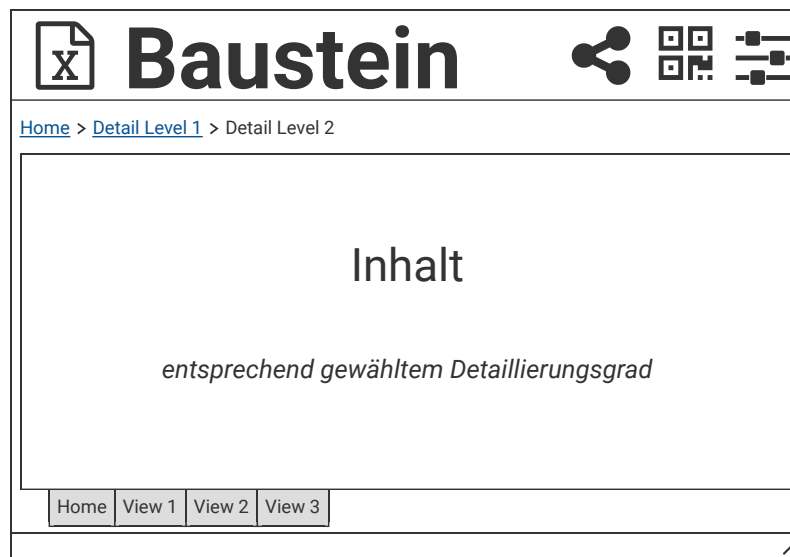 X Baustein
Home > Detail Level 1 > Detail Level 2
Inhalt
entsprechend gewähltem Detaillierungsgrad
Home View 1 View 2 View 3